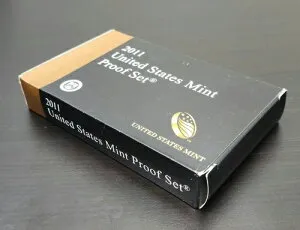 2011
United States Mint
Proof Set®
UNITED STATES MINT
2011
United States Mint Proof Set®